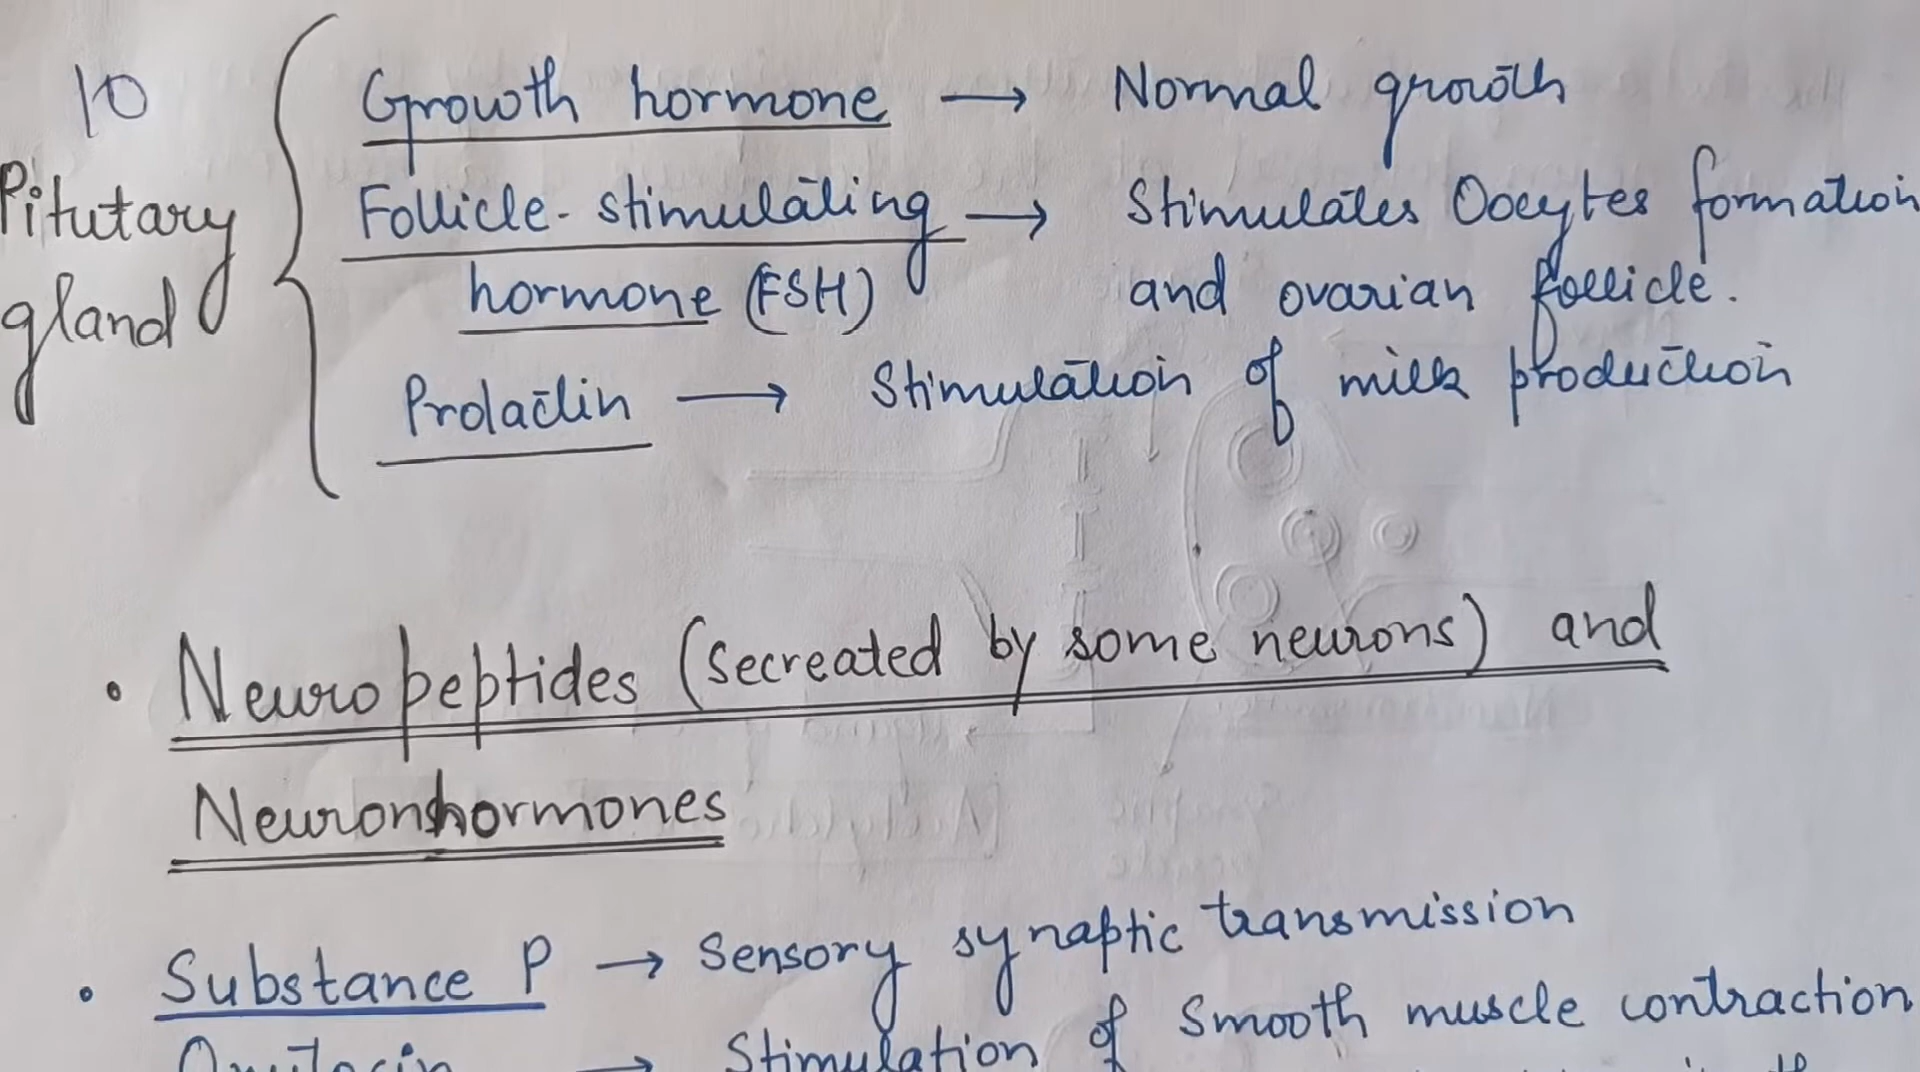 10
Pitutary gland
Growth hormone → Normal growth
Follicle-stimulating → Stimulates Oocytes formation
hormone (FSH) and ovarian follicle.
Prolactin → Stimulation of milk production
• Neuropeptides (secreated by some neurons) and
Neuronhormones
• Substance P → Sensory synaptic transmission
→ Stimulation of smooth muscle contraction